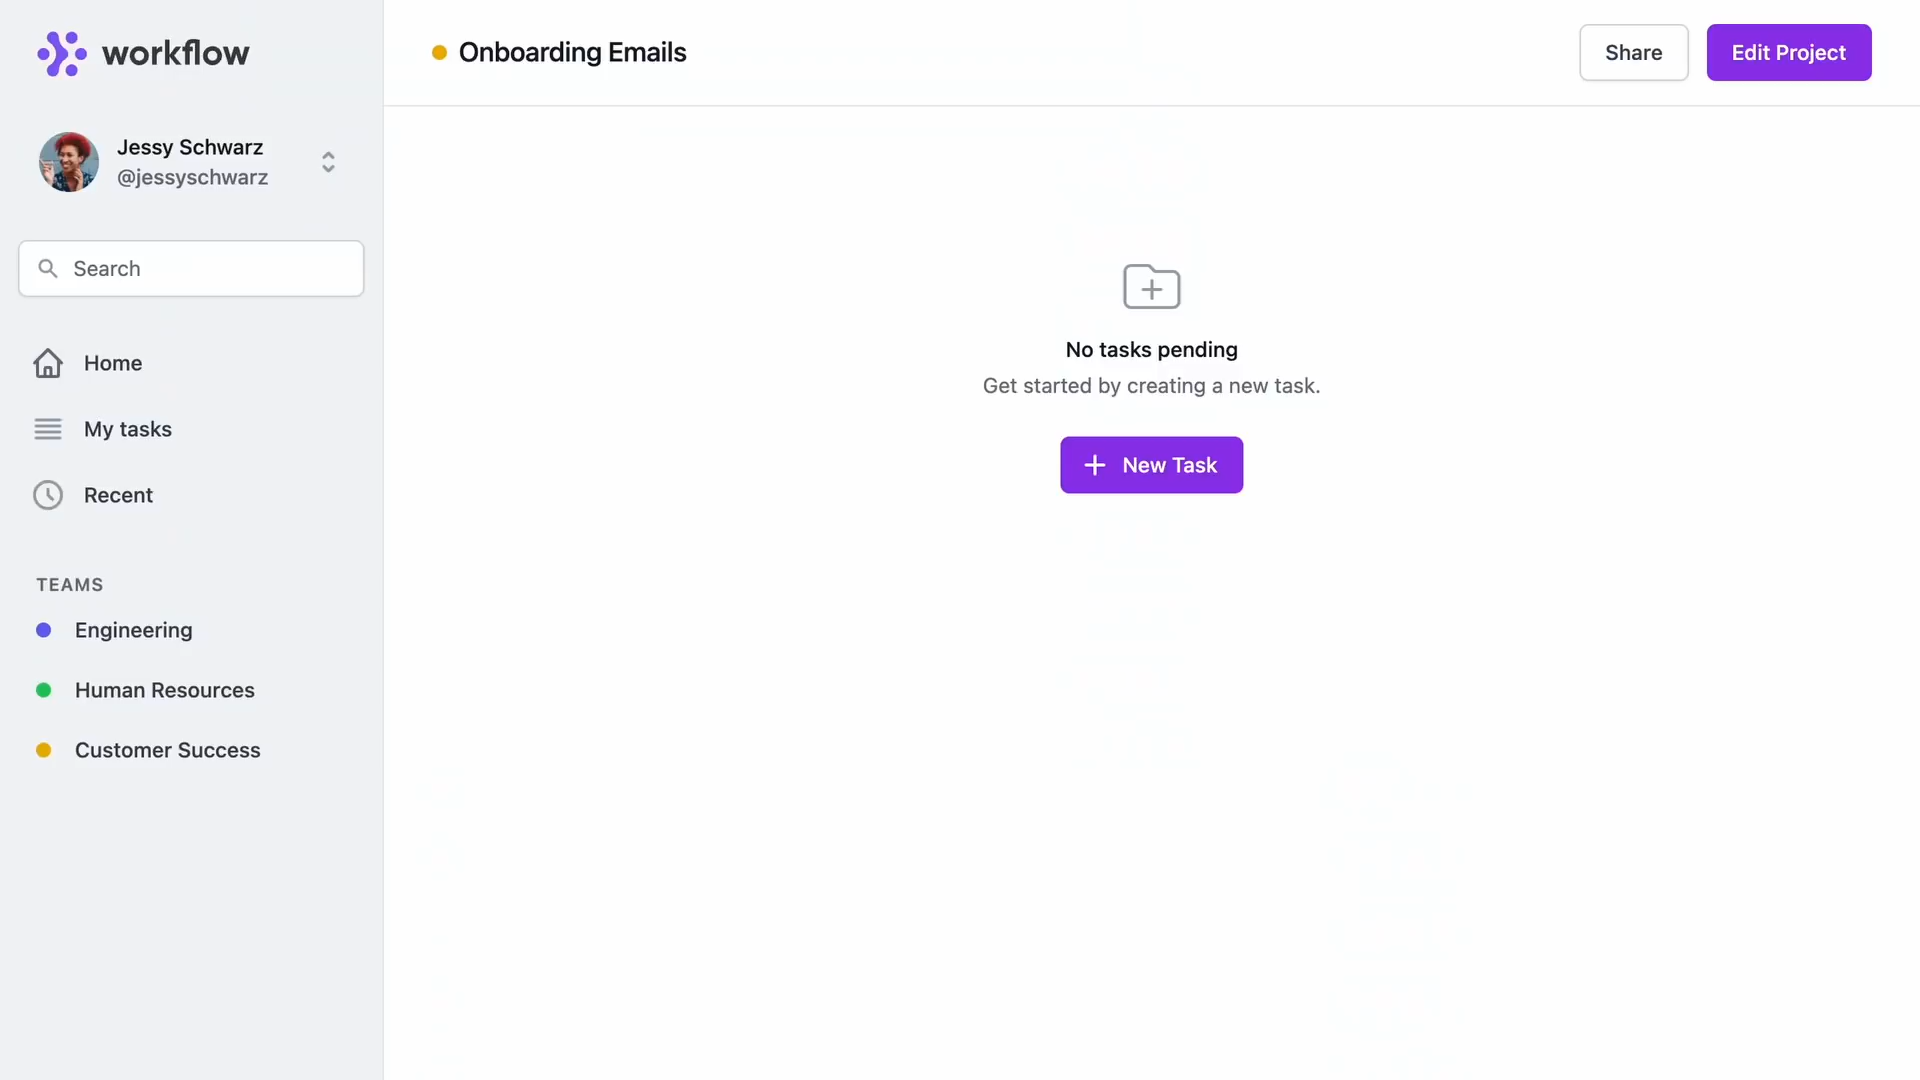 workflow
Jessy Schwarz
@jessyschwarz
Search
Home
My tasks
Recent
TEAMS
Engineering
Human Resources
Customer Success
Onboarding Emails
Share
Edit Project
No tasks pending
Get started by creating a new task.
New Task